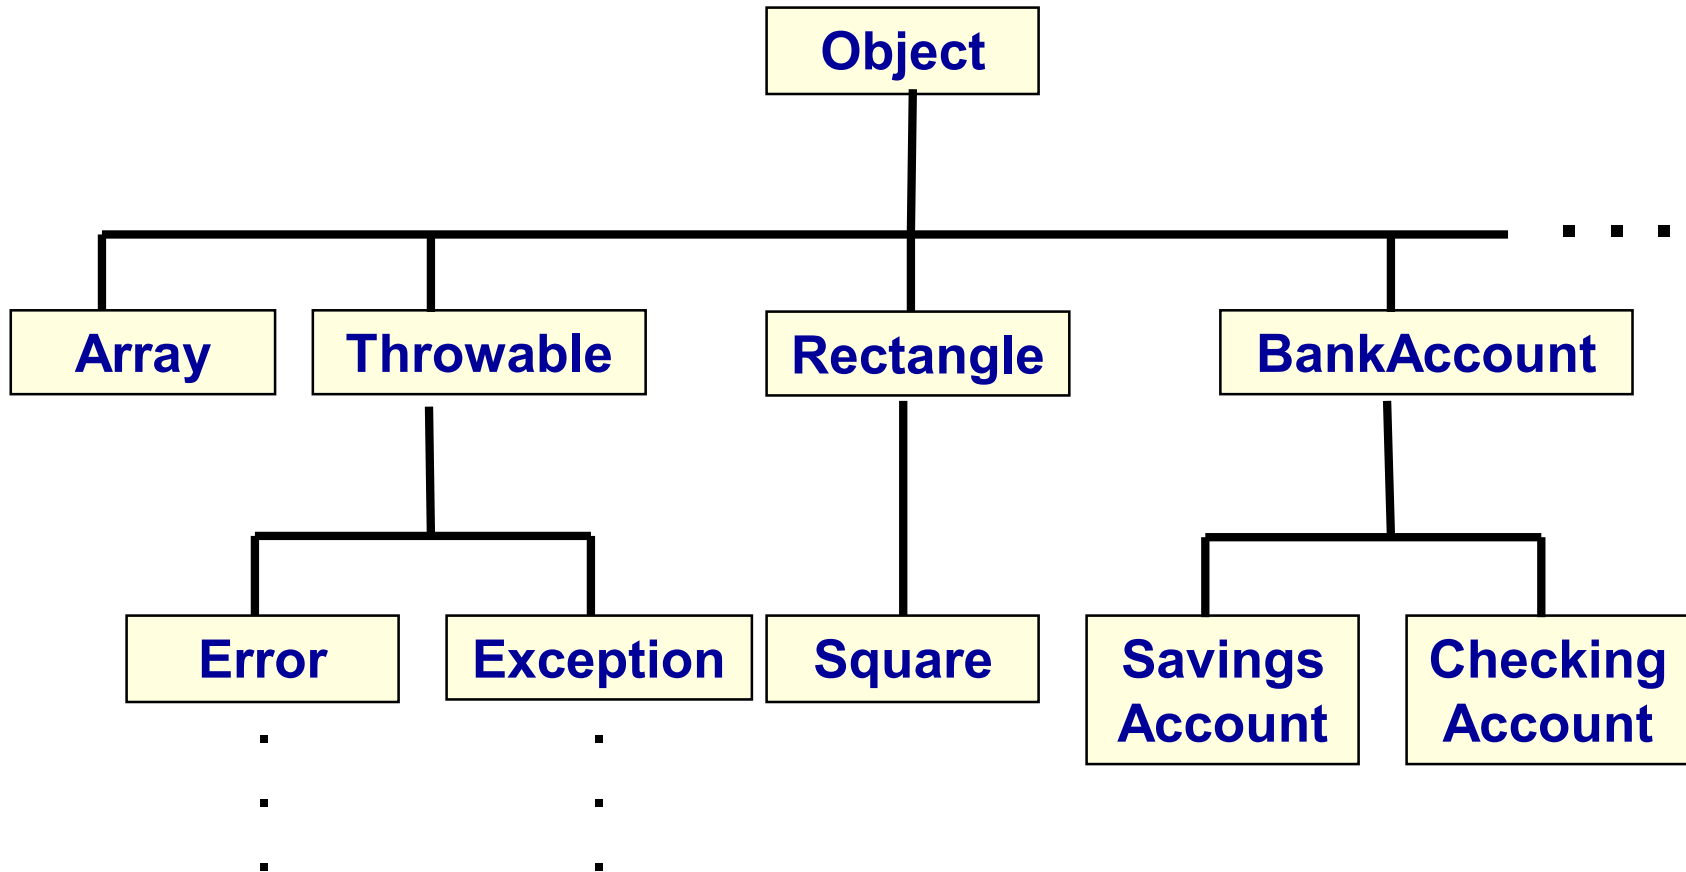 Object
Array
Throwable
Rectangle
BankAccount
Error
Exception
Square
Savings
Account
Checking
Account